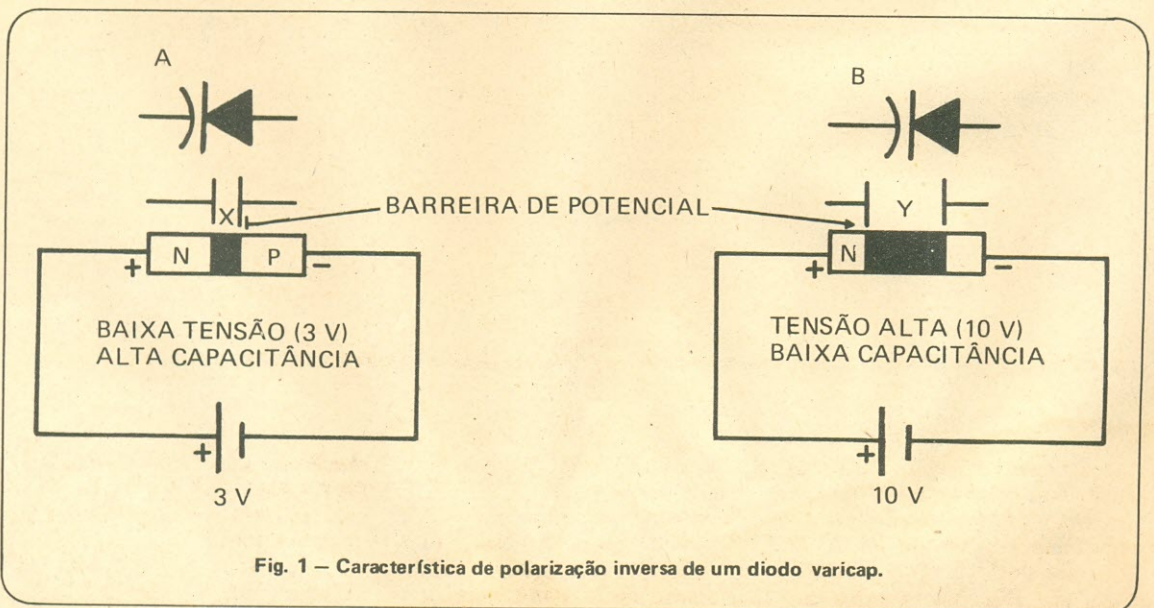 A
B
X
BARREIRA DE POTENCIAL
Y
+
N
P
−
+
N
−
BAIXA TENSÃO (3 V)
ALTA CAPACITÂNCIA
TENSÃO ALTA (10 V)
BAIXA CAPACITÂNCIA
+
3 V
+
10 V
Fig. 1 — Característica de polarização inversa de um diodo varicap.